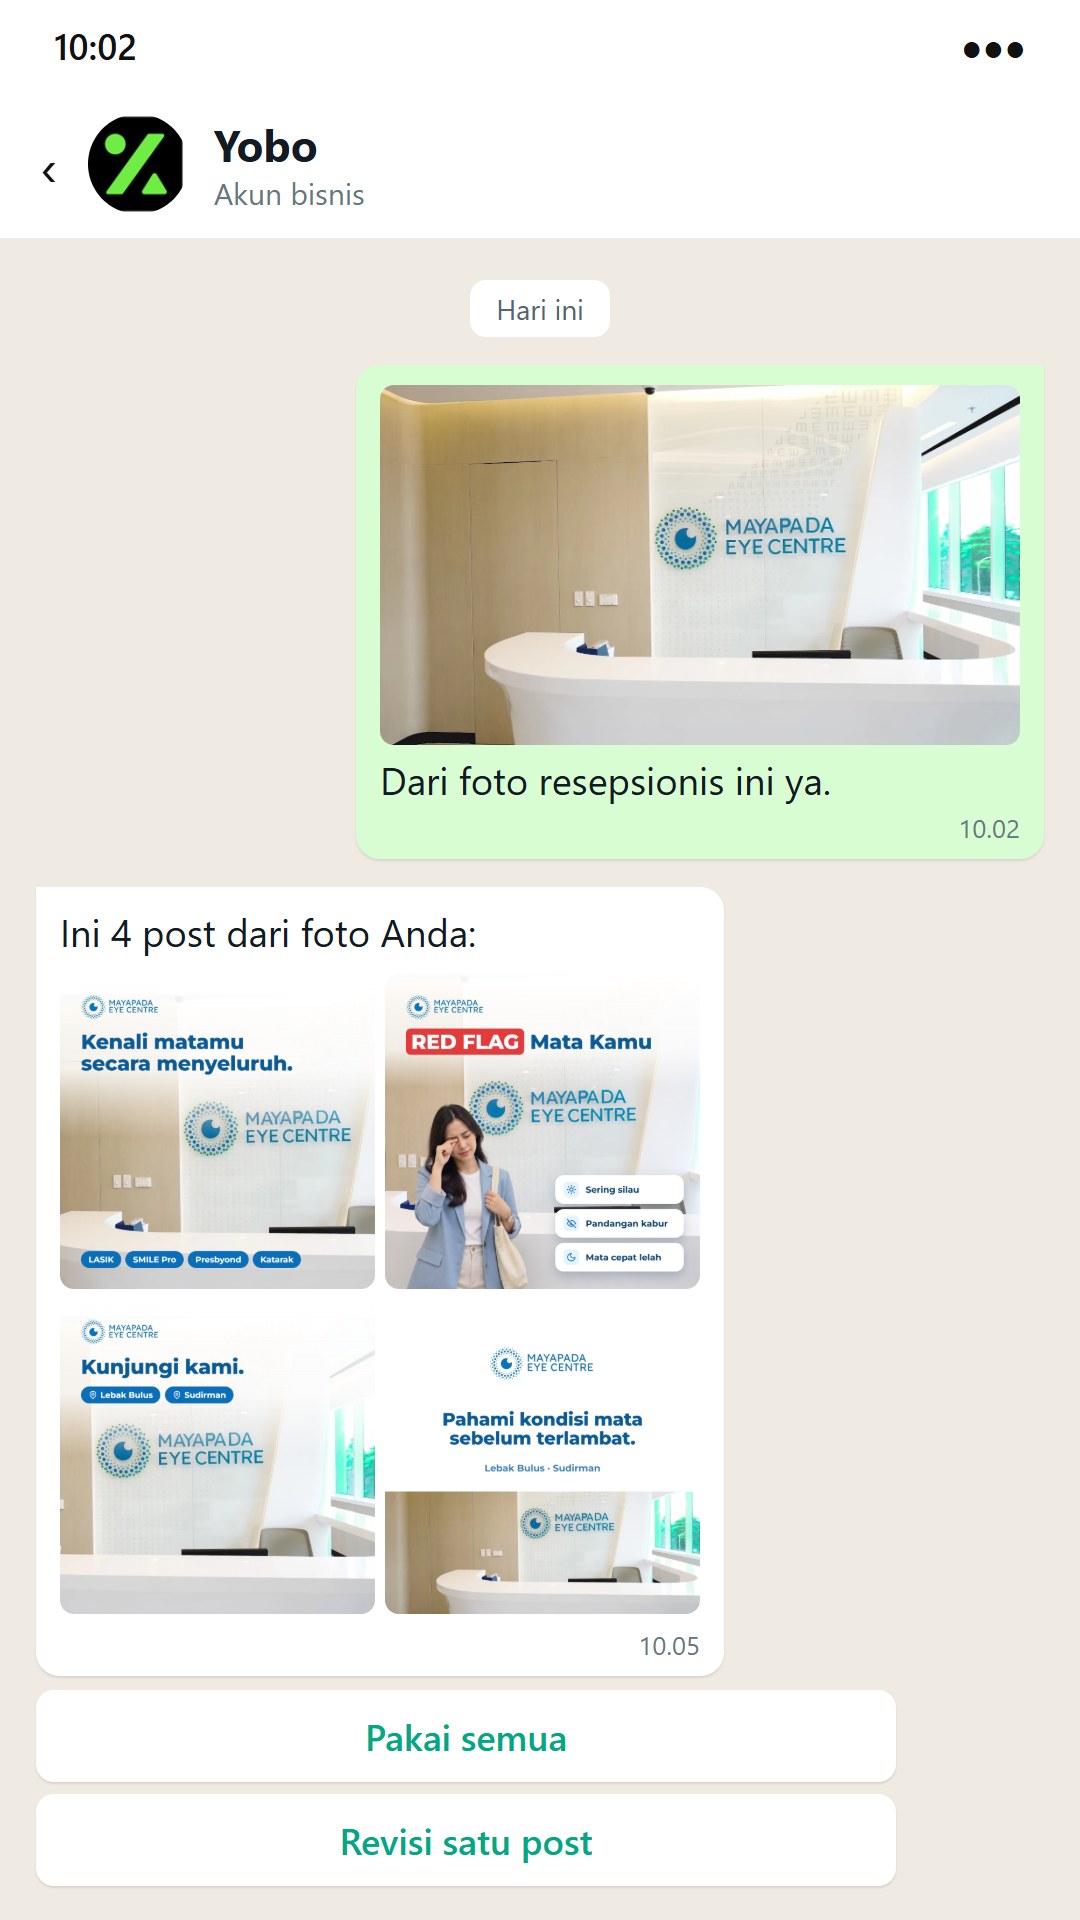 10:02
Yobo
Akun bisnis
Hari ini
MAYAPADA
EYE CENTRE
Dari foto resepsionis ini ya.
10.02
Ini 4 post dari foto Anda:
MAYAPADA
EYE CENTRE
Kenali matamu
secara menyeluruh.
MAYAPADA
EYE CENTRE
LASIK
SMILE Pro
Presbyond
Katarak
MAYAPADA
EYE CENTRE
RED FLAG Mata Kamu
MAYAPADA
EYE CENTRE
Sering silau
Pandangan kabur
Mata cepat lelah
MAYAPADA
EYE CENTRE
Kunjungi kami.
Lebak Bulus
Sudirman
MAYAPADA
EYE CENTRE
MAYAPADA
EYE CENTRE
Pahami kondisi mata
sebelum terlambat.
Lebak Bulus · Sudirman
MAYAPADA
EYE CENTRE
10.05
Pakai semua
Revisi satu post